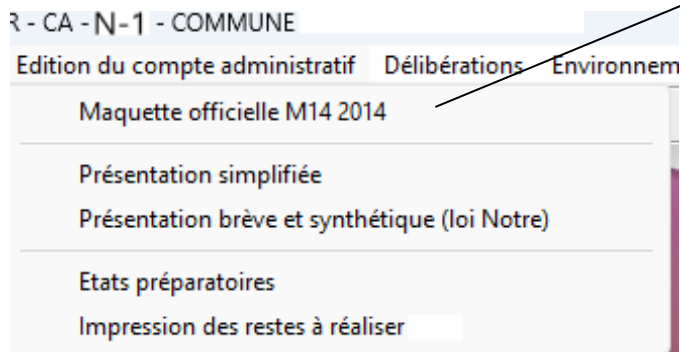 R - CA - N-1 - COMMUNE
Edition du compte administratif Délibérations Environnem
Maquette officielle M14 2014
Présentation simplifiée
Présentation brève et synthétique (loi Notre)
Etats préparatoires
Impression des restes à réaliser